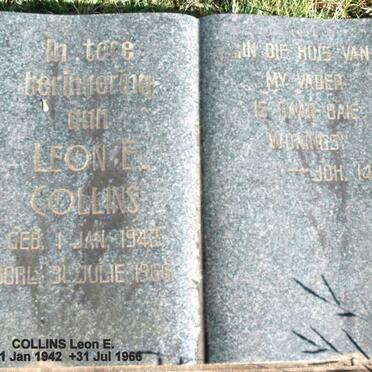 In tere
herinnering
aan
LEON E.
COLLINS
GEB. 1 JAN. 1942
OORL. 31 JULIE 1966
"IN DIE HUIS VAN
MY VADER
IS DAAR BAIE
WONINGS"
— JOH. 14
COLLINS Leon E.
1 Jan 1942 +31 Jul 1966